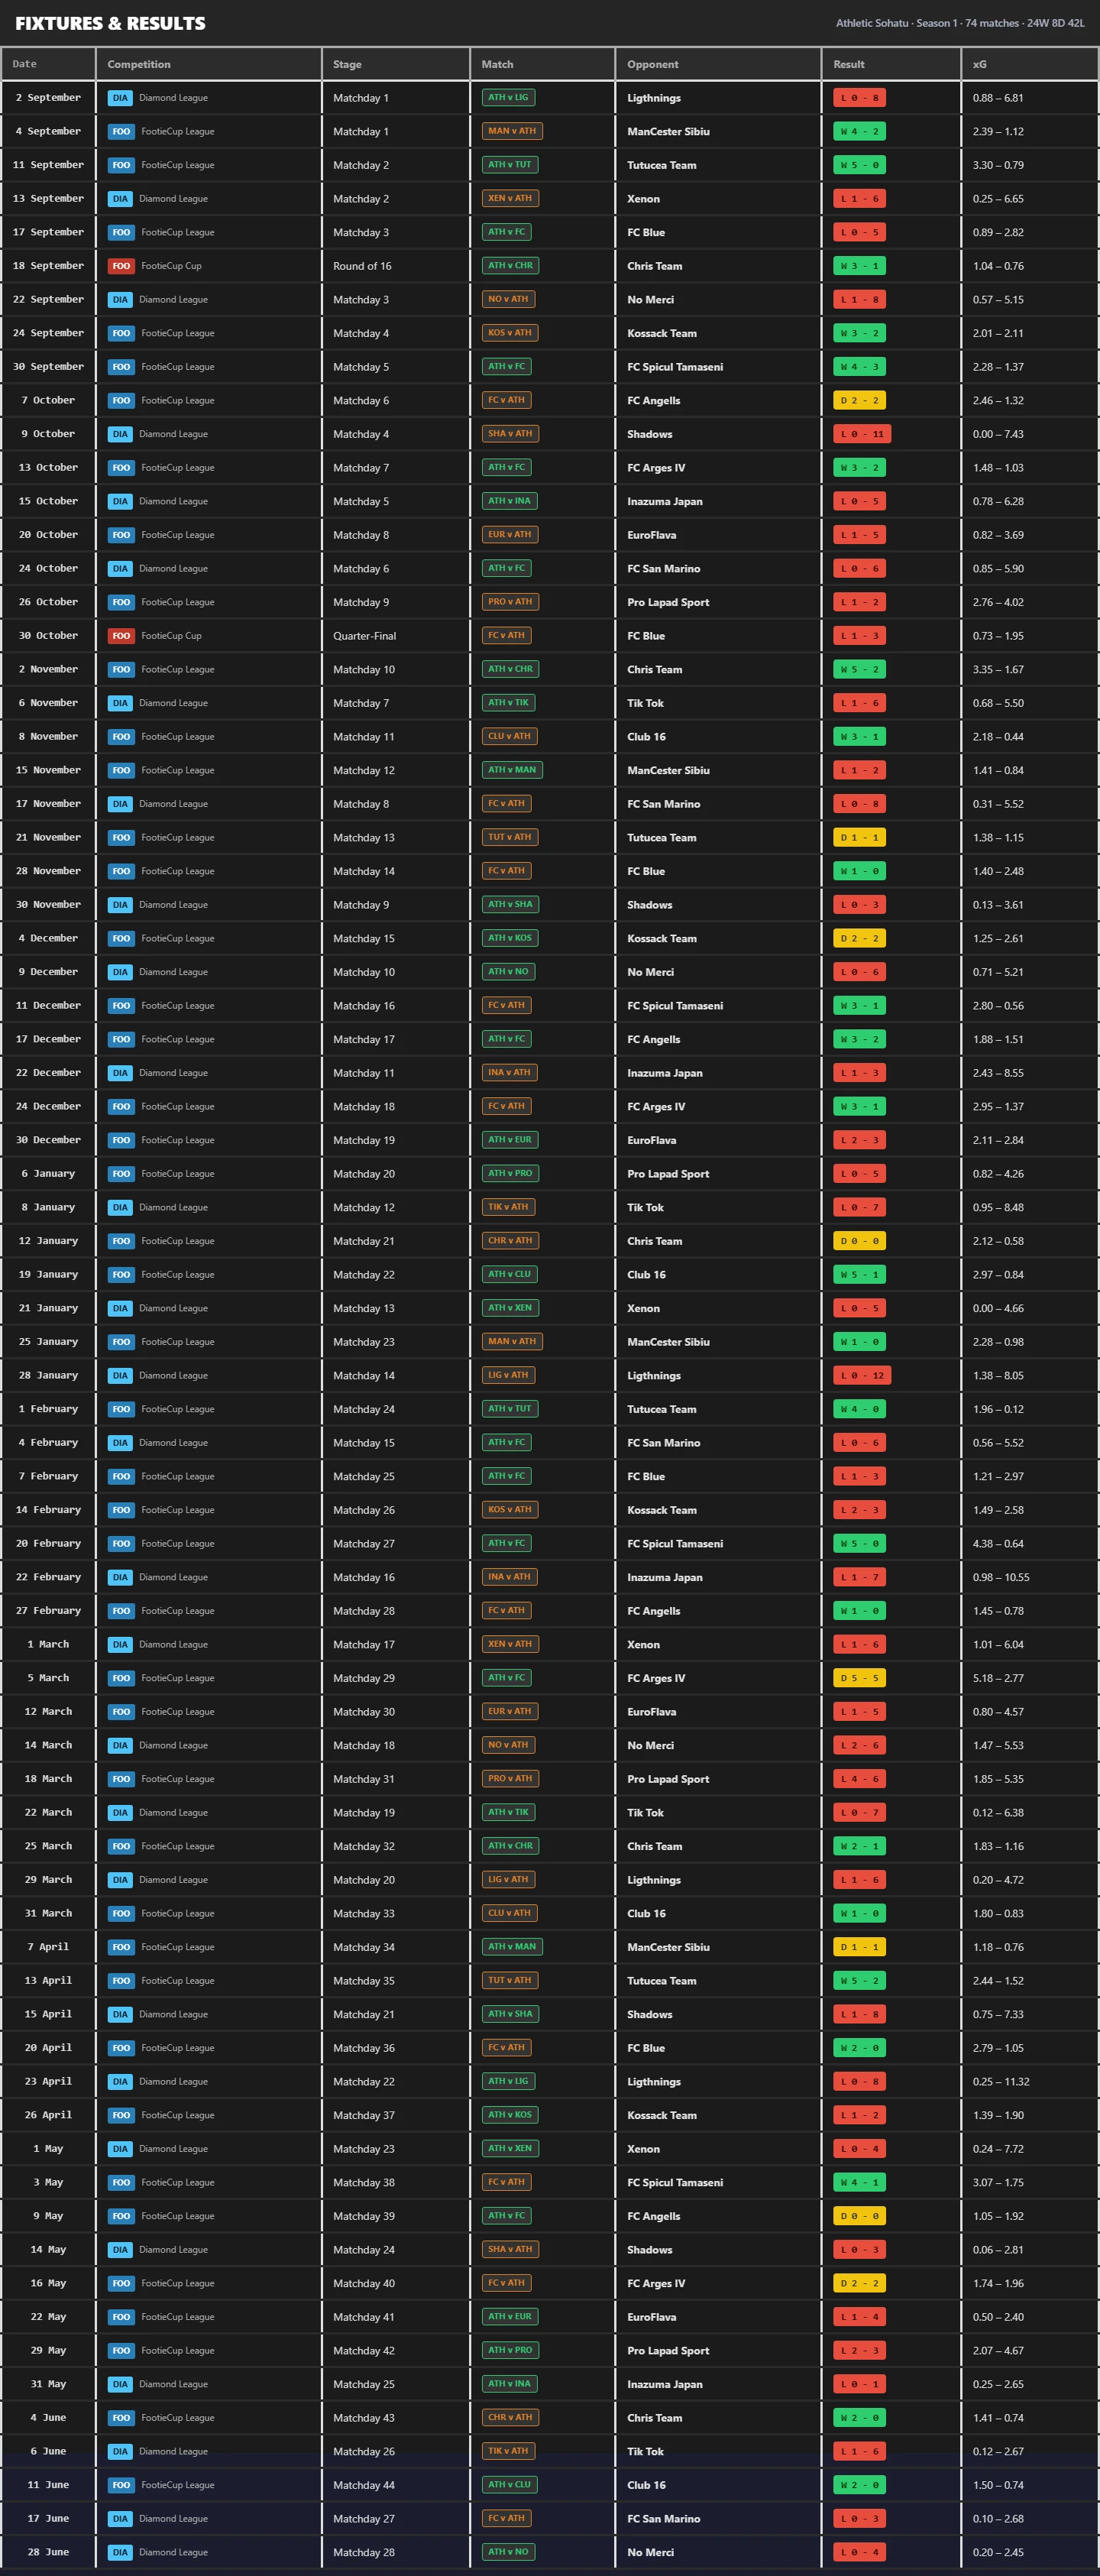 FIXTURES & RESULTS Athletic Sohatu · Season 1 · 74 matches · 24W 8D 42L
Date Competition Stage Match Opponent Result xG
2 September DIA Diamond League Matchday 1 ATH v LIG Ligthnings L 0 - 8 0.88 – 6.81
4 September FOO FootieCup League Matchday 1 MAN v ATH ManCester Sibiu W 4 - 2 2.39 – 1.12
11 September FOO FootieCup League Matchday 2 ATH v TUT Tutucea Team W 5 - 0 3.30 – 0.79
13 September DIA Diamond League Matchday 2 XEN v ATH Xenon L 1 - 6 0.25 – 6.65
17 September FOO FootieCup League Matchday 3 ATH v FC FC Blue L 0 - 5 0.89 – 2.82
18 September FOO FootieCup Cup Round of 16 ATH v CHR Chris Team W 3 - 1 1.04 – 0.76
22 September DIA Diamond League Matchday 3 NO v ATH No Merci L 1 - 8 0.57 – 5.15
24 September FOO FootieCup League Matchday 4 KOS v ATH Kossack Team W 3 - 2 2.01 – 2.11
30 September FOO FootieCup League Matchday 5 ATH v FC FC Spicul Tamaseni W 4 - 3 2.28 – 1.37
7 October FOO FootieCup League Matchday 6 FC v ATH FC Angells D 2 - 2 2.46 – 1.32
9 October DIA Diamond League Matchday 4 SHA v ATH Shadows L 0 - 11 0.00 – 7.43
13 October FOO FootieCup League Matchday 7 ATH v FC FC Arges IV W 3 - 2 1.48 – 1.03
15 October DIA Diamond League Matchday 5 ATH v INA Inazuma Japan L 0 - 5 0.78 – 6.28
20 October FOO FootieCup League Matchday 8 EUR v ATH EuroFlava L 1 - 5 0.82 – 3.69
24 October DIA Diamond League Matchday 6 ATH v FC FC San Marino L 0 - 6 0.85 – 5.90
26 October FOO FootieCup League Matchday 9 PRO v ATH Pro Lapad Sport L 1 - 2 2.76 – 4.02
30 October FOO FootieCup Cup Quarter-Final FC v ATH FC Blue L 1 - 3 0.73 – 1.95
2 November FOO FootieCup League Matchday 10 ATH v CHR Chris Team W 5 - 2 3.35 – 1.67
6 November DIA Diamond League Matchday 7 ATH v TIK Tik Tok L 1 - 6 0.68 – 5.50
8 November FOO FootieCup League Matchday 11 CLU v ATH Club 16 W 3 - 1 2.18 – 0.44
15 November FOO FootieCup League Matchday 12 ATH v MAN ManCester Sibiu L 1 - 2 1.41 – 0.84
17 November DIA Diamond League Matchday 8 FC v ATH FC San Marino L 0 - 8 0.31 – 5.52
21 November FOO FootieCup League Matchday 13 TUT v ATH Tutucea Team D 1 - 1 1.38 – 1.15
28 November FOO FootieCup League Matchday 14 FC v ATH FC Blue W 1 - 0 1.40 – 2.48
30 November DIA Diamond League Matchday 9 ATH v SHA Shadows L 0 - 3 0.13 – 3.61
4 December FOO FootieCup League Matchday 15 ATH v KOS Kossack Team D 2 - 2 1.25 – 2.61
9 December DIA Diamond League Matchday 10 ATH v NO No Merci L 0 - 6 0.71 – 5.21
11 December FOO FootieCup League Matchday 16 FC v ATH FC Spicul Tamaseni W 3 - 1 2.80 – 0.56
17 December FOO FootieCup League Matchday 17 ATH v FC FC Angells W 3 - 2 1.88 – 1.51
22 December DIA Diamond League Matchday 11 INA v ATH Inazuma Japan L 1 - 3 2.43 – 8.55
24 December FOO FootieCup League Matchday 18 FC v ATH FC Arges IV W 3 - 1 2.95 – 1.37
30 December FOO FootieCup League Matchday 19 ATH v EUR EuroFlava L 2 - 3 2.11 – 2.84
6 January FOO FootieCup League Matchday 20 ATH v PRO Pro Lapad Sport L 0 - 5 0.82 – 4.26
8 January DIA Diamond League Matchday 12 TIK v ATH Tik Tok L 0 - 7 0.95 – 8.48
12 January FOO FootieCup League Matchday 21 CHR v ATH Chris Team D 0 - 0 2.12 – 0.58
19 January FOO FootieCup League Matchday 22 ATH v CLU Club 16 W 5 - 1 2.97 – 0.84
21 January DIA Diamond League Matchday 13 ATH v XEN Xenon L 0 - 5 0.00 – 4.66
25 January FOO FootieCup League Matchday 23 MAN v ATH ManCester Sibiu W 1 - 0 2.28 – 0.98
28 January DIA Diamond League Matchday 14 LIG v ATH Ligthnings L 0 - 12 1.38 – 8.05
1 February FOO FootieCup League Matchday 24 ATH v TUT Tutucea Team W 4 - 0 1.96 – 0.12
4 February DIA Diamond League Matchday 15 ATH v FC FC San Marino L 0 - 6 0.56 – 5.52
7 February FOO FootieCup League Matchday 25 ATH v FC FC Blue L 1 - 3 1.21 – 2.97
14 February FOO FootieCup League Matchday 26 KOS v ATH Kossack Team L 2 - 3 1.49 – 2.58
20 February FOO FootieCup League Matchday 27 ATH v FC FC Spicul Tamaseni W 5 - 0 4.38 – 0.64
22 February DIA Diamond League Matchday 16 INA v ATH Inazuma Japan L 1 - 7 0.98 – 10.55
27 February FOO FootieCup League Matchday 28 FC v ATH FC Angells W 1 - 0 1.45 – 0.78
1 March DIA Diamond League Matchday 17 XEN v ATH Xenon L 1 - 6 1.01 – 6.04
5 March FOO FootieCup League Matchday 29 ATH v FC FC Arges IV D 5 - 5 5.18 – 2.77
12 March FOO FootieCup League Matchday 30 EUR v ATH EuroFlava L 1 - 5 0.80 – 4.57
14 March DIA Diamond League Matchday 18 NO v ATH No Merci L 2 - 6 1.47 – 5.53
18 March FOO FootieCup League Matchday 31 PRO v ATH Pro Lapad Sport L 4 - 6 1.85 – 5.35
22 March DIA Diamond League Matchday 19 ATH v TIK Tik Tok L 0 - 7 0.12 – 6.38
25 March FOO FootieCup League Matchday 32 ATH v CHR Chris Team W 2 - 1 1.83 – 1.16
29 March DIA Diamond League Matchday 20 LIG v ATH Ligthnings L 1 - 6 0.20 – 4.72
31 March FOO FootieCup League Matchday 33 CLU v ATH Club 16 W 1 - 0 1.80 – 0.83
7 April FOO FootieCup League Matchday 34 ATH v MAN ManCester Sibiu D 1 - 1 1.18 – 0.76
13 April FOO FootieCup League Matchday 35 TUT v ATH Tutucea Team W 5 - 2 2.44 – 1.52
15 April DIA Diamond League Matchday 21 ATH v SHA Shadows L 1 - 8 0.75 – 7.33
20 April FOO FootieCup League Matchday 36 FC v ATH FC Blue W 2 - 0 2.79 – 1.05
23 April DIA Diamond League Matchday 22 ATH v LIG Ligthnings L 0 - 8 0.25 – 11.32
26 April FOO FootieCup League Matchday 37 ATH v KOS Kossack Team L 1 - 2 1.39 – 1.90
1 May DIA Diamond League Matchday 23 ATH v XEN Xenon L 0 - 4 0.24 – 7.72
3 May FOO FootieCup League Matchday 38 FC v ATH FC Spicul Tamaseni W 4 - 1 3.07 – 1.75
9 May FOO FootieCup League Matchday 39 ATH v FC FC Angells D 0 - 0 1.05 – 1.92
14 May DIA Diamond League Matchday 24 SHA v ATH Shadows L 0 - 3 0.06 – 2.81
16 May FOO FootieCup League Matchday 40 FC v ATH FC Arges IV D 2 - 2 1.74 – 1.96
22 May FOO FootieCup League Matchday 41 ATH v EUR EuroFlava L 1 - 4 0.50 – 2.40
29 May FOO FootieCup League Matchday 42 ATH v PRO Pro Lapad Sport L 2 - 3 2.07 – 4.67
31 May DIA Diamond League Matchday 25 ATH v INA Inazuma Japan L 0 - 1 0.25 – 2.65
4 June FOO FootieCup League Matchday 43 CHR v ATH Chris Team W 2 - 0 1.41 – 0.74
6 June DIA Diamond League Matchday 26 TIK v ATH Tik Tok L 1 - 6 0.12 – 2.67
11 June FOO FootieCup League Matchday 44 ATH v CLU Club 16 W 2 - 0 1.50 – 0.74
17 June DIA Diamond League Matchday 27 FC v ATH FC San Marino L 0 - 3 0.10 – 2.68
28 June DIA Diamond League Matchday 28 ATH v NO No Merci L 0 - 4 0.20 – 2.45